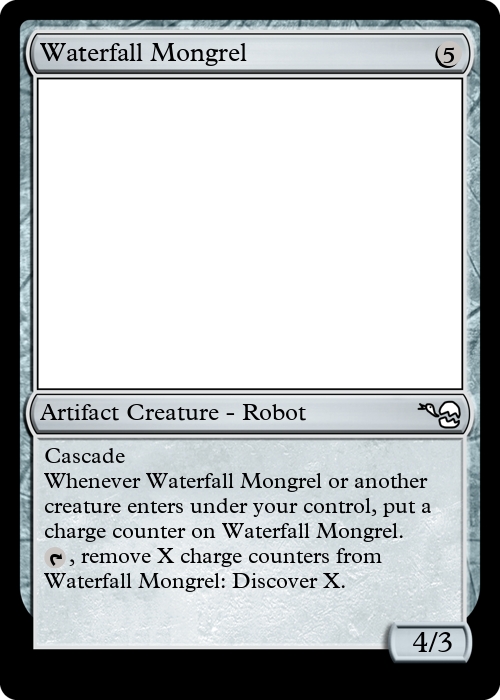 Waterfall Mongrel
5
Artifact Creature - Robot
Cascade
Whenever Waterfall Mongrel or another
creature enters under your control, put a
charge counter on Waterfall Mongrel.
, remove X charge counters from
Waterfall Mongrel: Discover X.
4/3